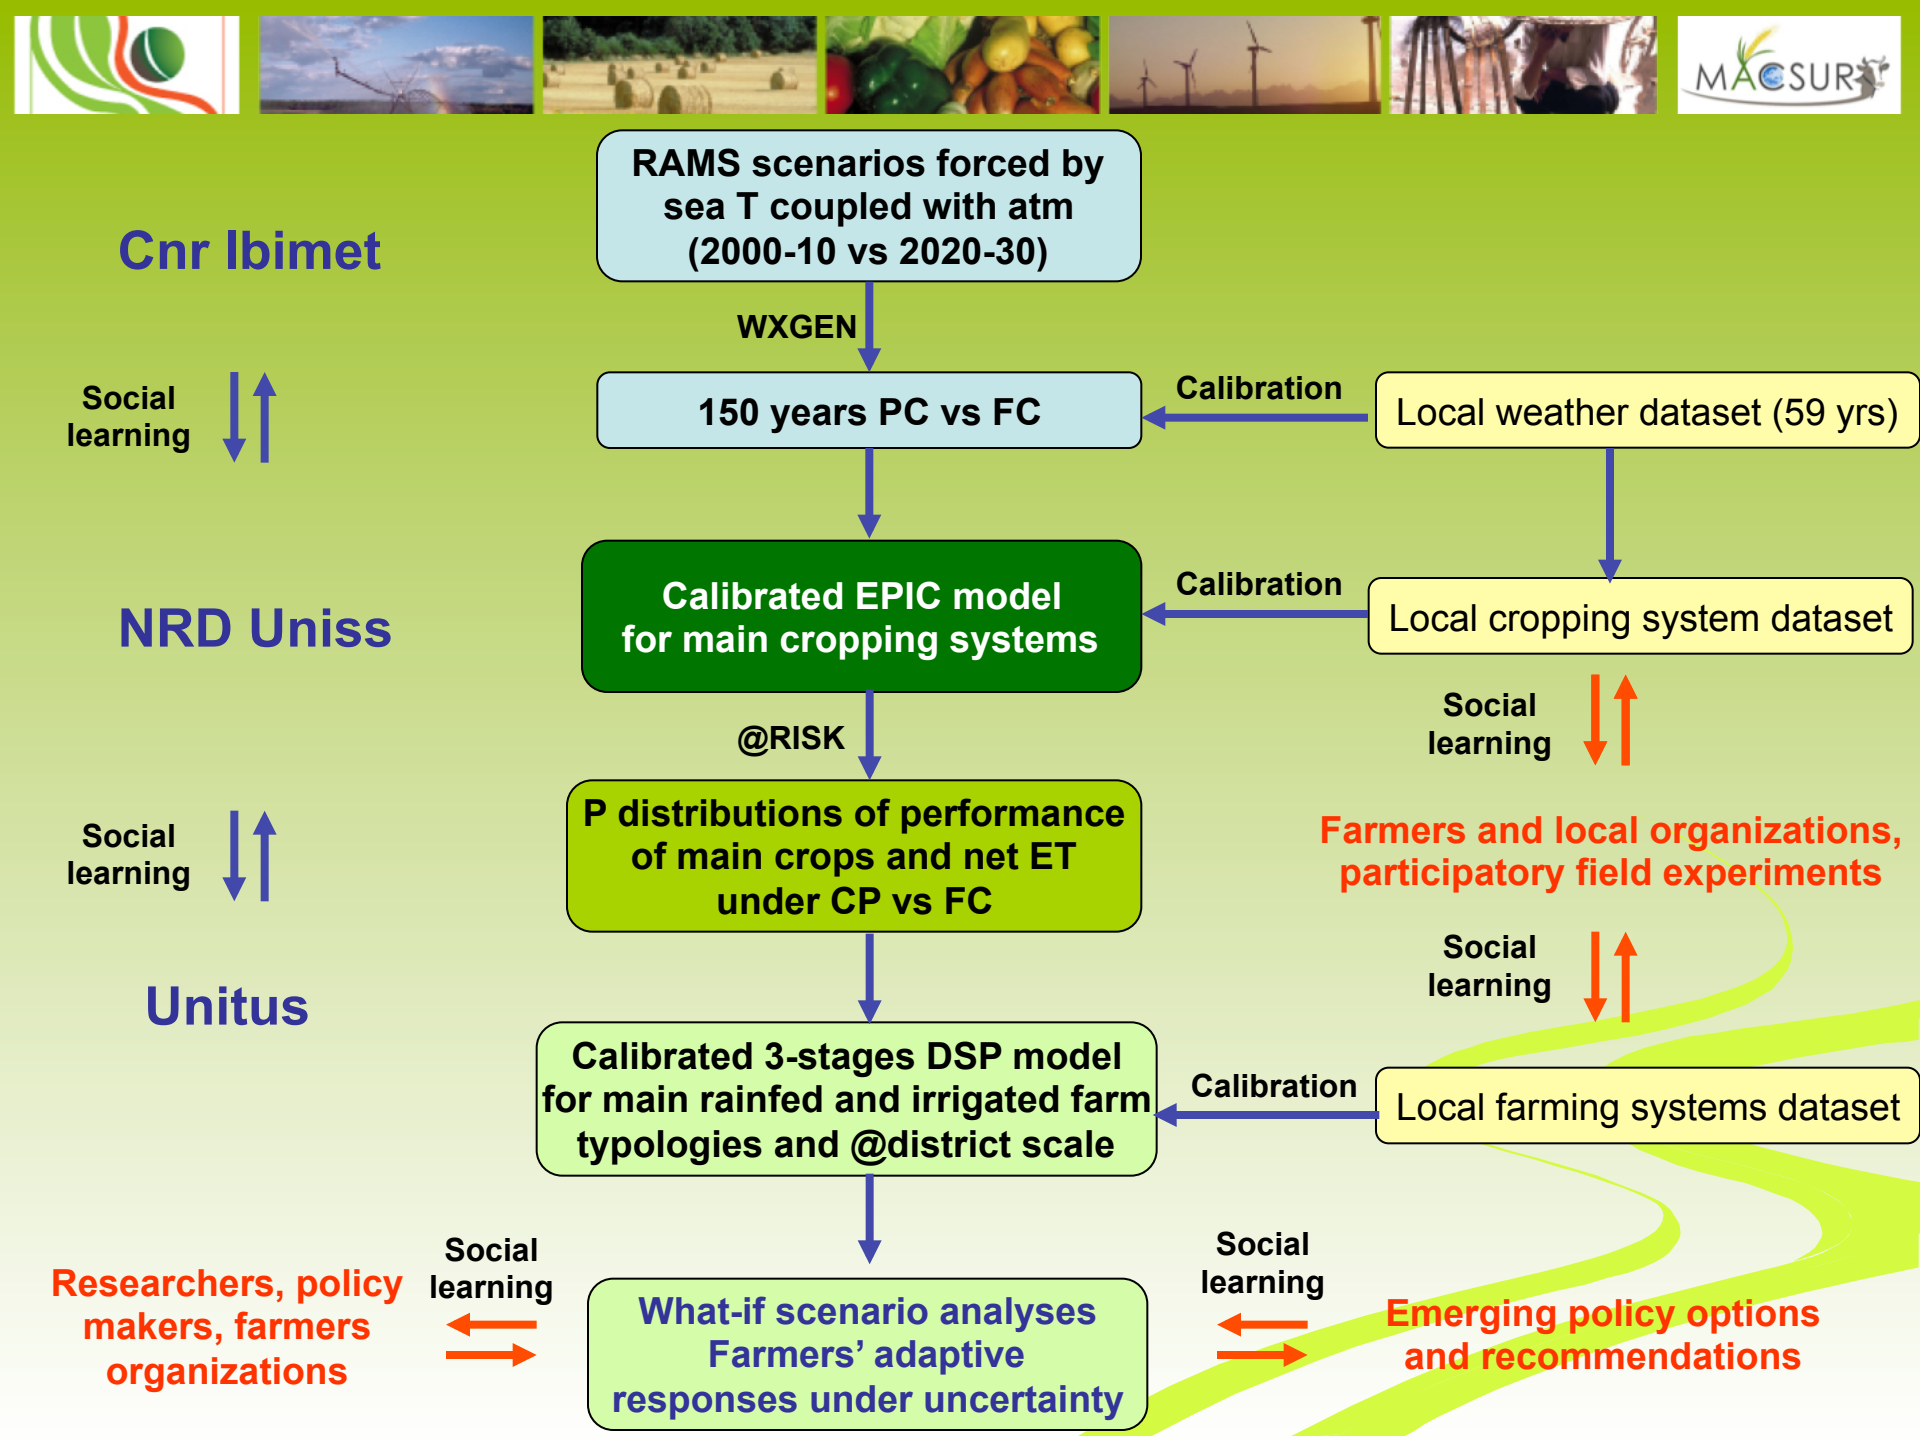 MACSUR
RAMS scenarios forced by
sea T coupled with atm
(2000-10 vs 2020-30)
Cnr Ibimet
WXGEN
Social
learning
150 years PC vs FC
Calibration
Local weather dataset (59 yrs)
Calibrated EPIC model
for main cropping systems
Calibration
Local cropping system dataset
NRD Uniss
@RISK
Social
learning
P distributions of performance
of main crops and net ET
under CP vs FC
Social
learning
Farmers and local organizations,
participatory field experiments
Social
learning
Unitus
Calibrated 3-stages DSP model
for main rainfed and irrigated farm
typologies and @district scale
Calibration
Local farming systems dataset
Researchers, policy
makers, farmers
organizations
Social
learning
What-if scenario analyses
Farmers’ adaptive
responses under uncertainty
Social
learning
Emerging policy options
and recommendations